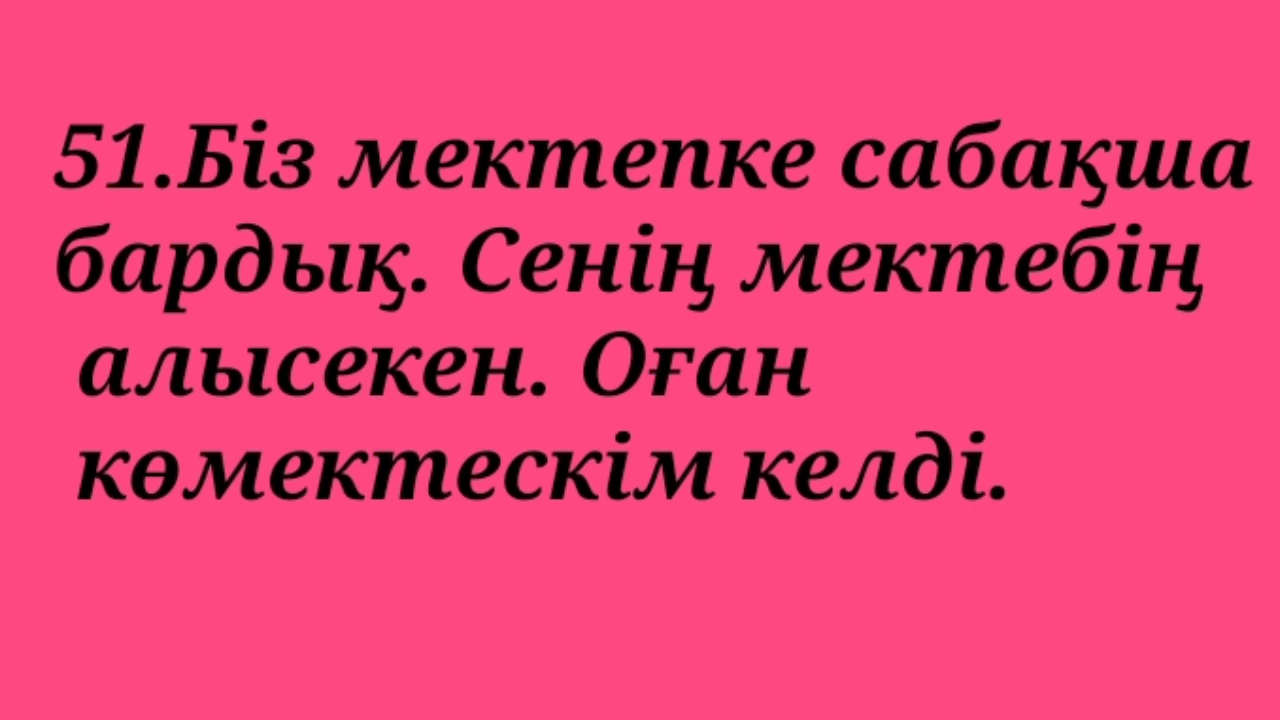 51.Біз мектепке сабақша
бардық. Сенің мектебің
алысекен. Оған
көмектескім келді.